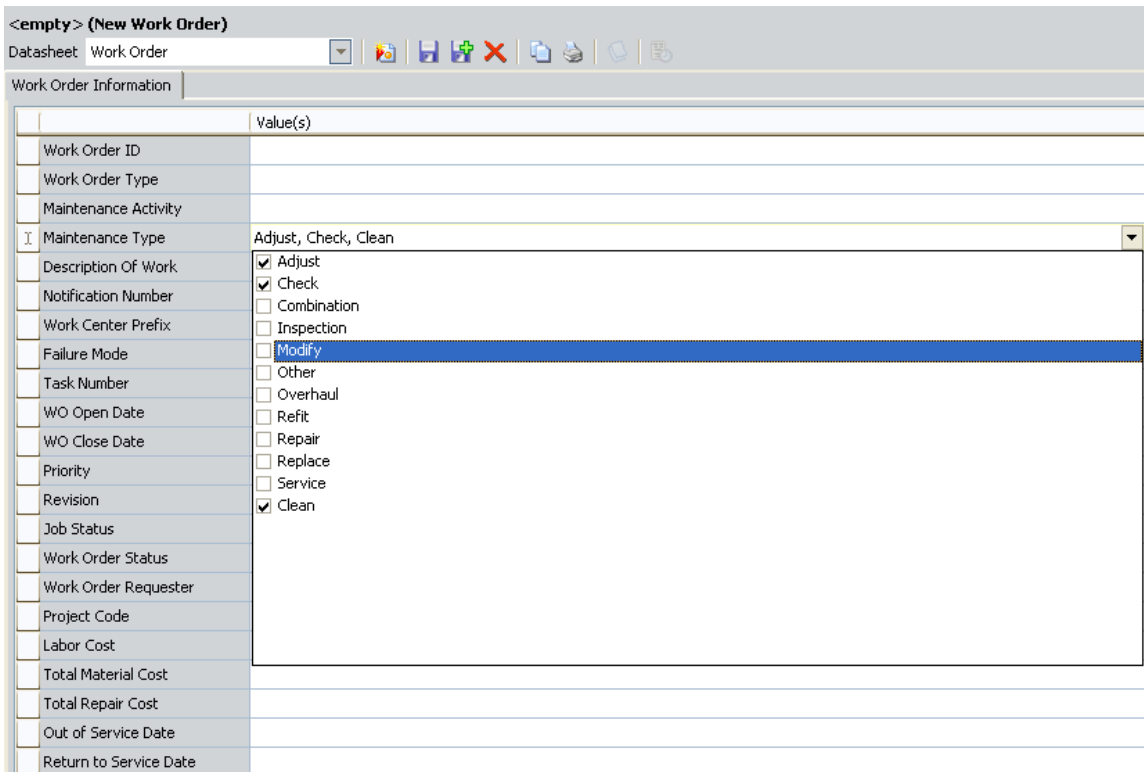 <empty> (New Work Order)
Datasheet Work Order
Work Order Information
Value(s)
Work Order ID
Work Order Type
Maintenance Activity
Maintenance Type Adjust, Check, Clean
Description Of Work
Notification Number
Work Center Prefix
Failure Mode
Task Number
WO Open Date
WO Close Date
Priority
Revision
Job Status
Work Order Status
Work Order Requester
Project Code
Labor Cost
Total Material Cost
Total Repair Cost
Out of Service Date
Return to Service Date
Adjust
Check
Combination
Inspection
Modify
Other
Overhaul
Refit
Repair
Replace
Service
Clean